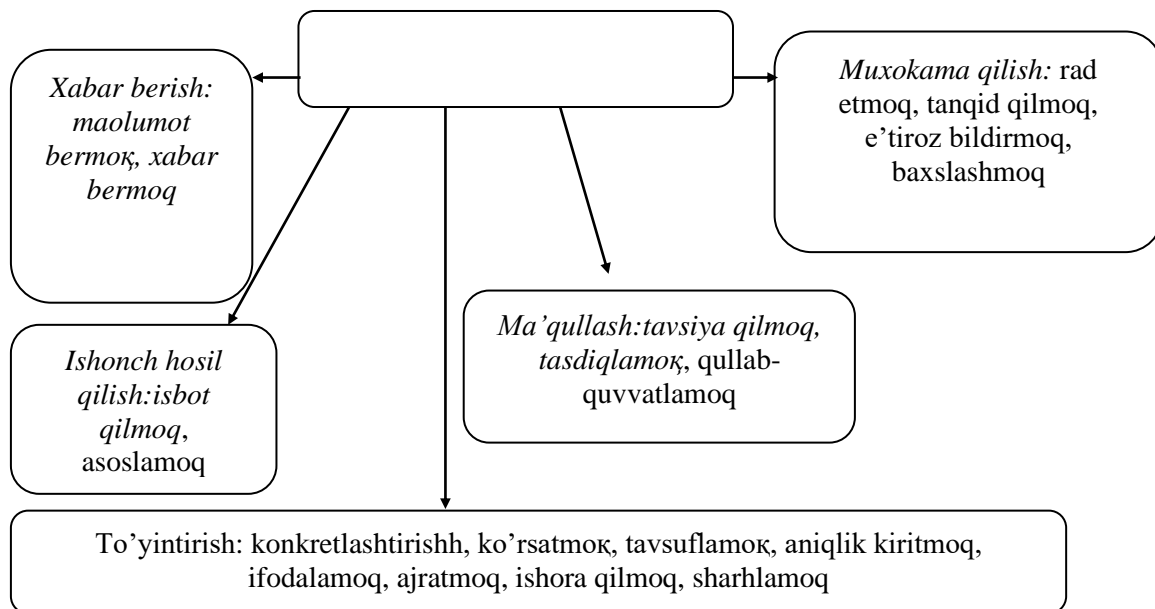 Xabar berish:
maolumot
bermoқ, xabar
bermoq
Muxokama qilish: rad
etmoq, tanqid qilmoq,
e’tiroz bildirmoq,
baxslashmoq
Ishonch hosil
qilish:isbot
qilmoq,
asoslamoq
Ma’qullash:tavsiya qilmoq,
tasdiqlamoқ, qullab-
quvvatlamoq
To’yintirish: konkretlashtirishh, ko’rsatmoқ, tavsuflamoқ, aniqlik kiritmoq,
ifodalamoq, ajratmoq, ishora qilmoq, sharhlamoq